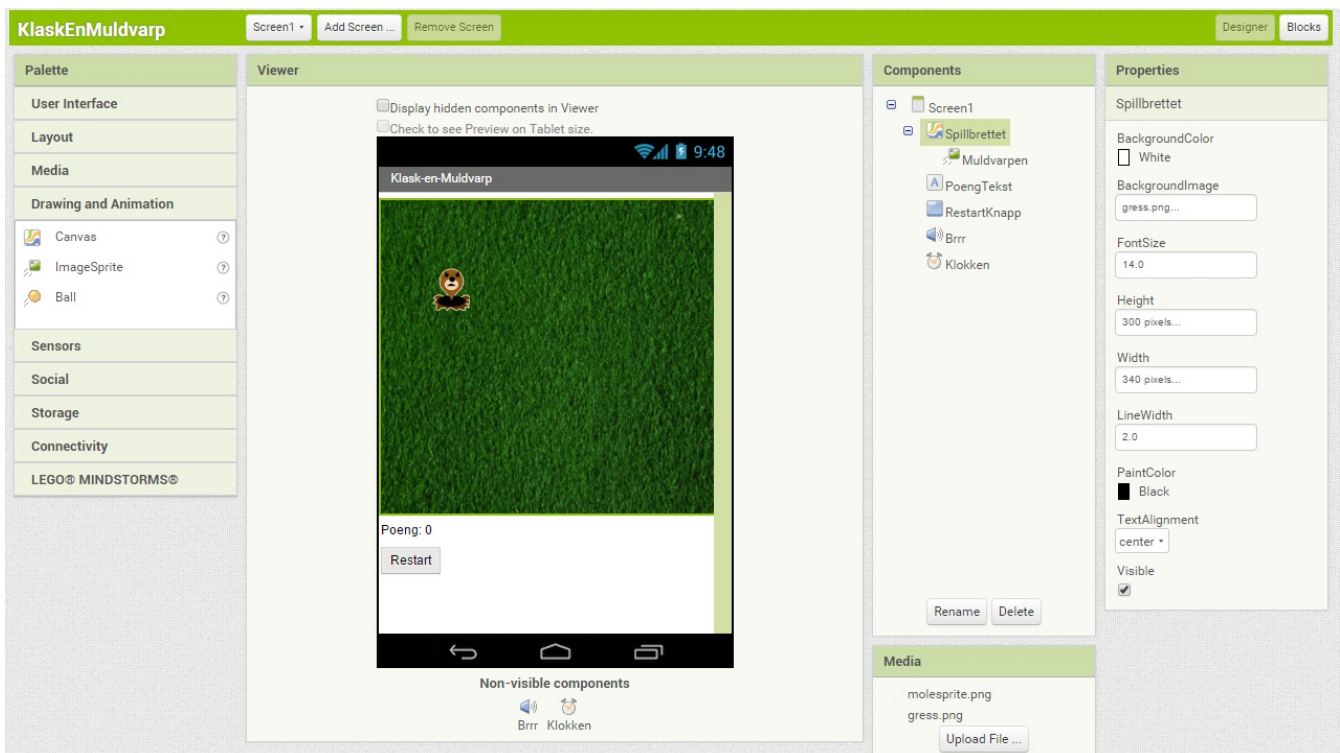 KlaskEnMuldvarp
Screen1
Add Screen ...
Remove Screen
Designer
Blocks
Palette
User Interface
Layout
Media
Drawing and Animation
Canvas
?
ImageSprite
?
Ball
?
Sensors
Social
Storage
Connectivity
LEGO® MINDSTORMS®
Viewer
Display hidden components in Viewer
Check to see Preview on Tablet size.
9:48
Klask-en-Muldvarp
Poeng: 0
Restart
Non-visible components
Brrr Klokken
Components
Screen1
Spillbrettet
Muldvarpen
A PoengTekst
RestartKnapp
Brrr
Klokken
Rename
Delete
Media
molesprite.png
gress.png
Upload File ...
Properties
Spillbrettet
BackgroundColor
White
BackgroundImage
gress.png...
FontSize
14.0
Height
300 pixels...
Width
340 pixels...
LineWidth
2.0
PaintColor
Black
TextAlignment
center
Visible